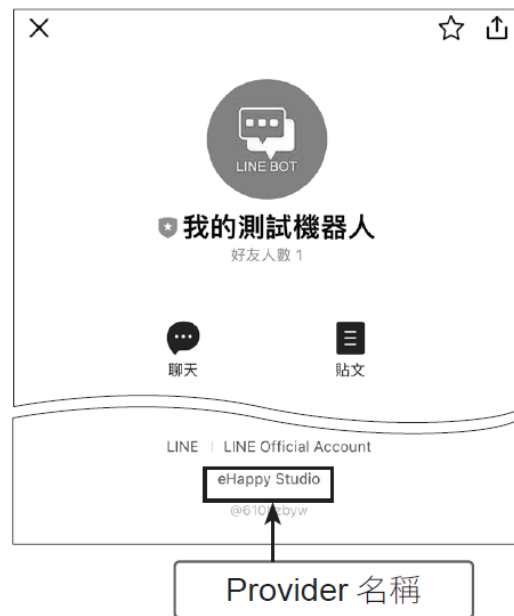 LINE BOT
我的測試機器人
好友人數 1
聊天
貼文
LINE | LINE Official Account
eHappy Studio
Provider 名稱